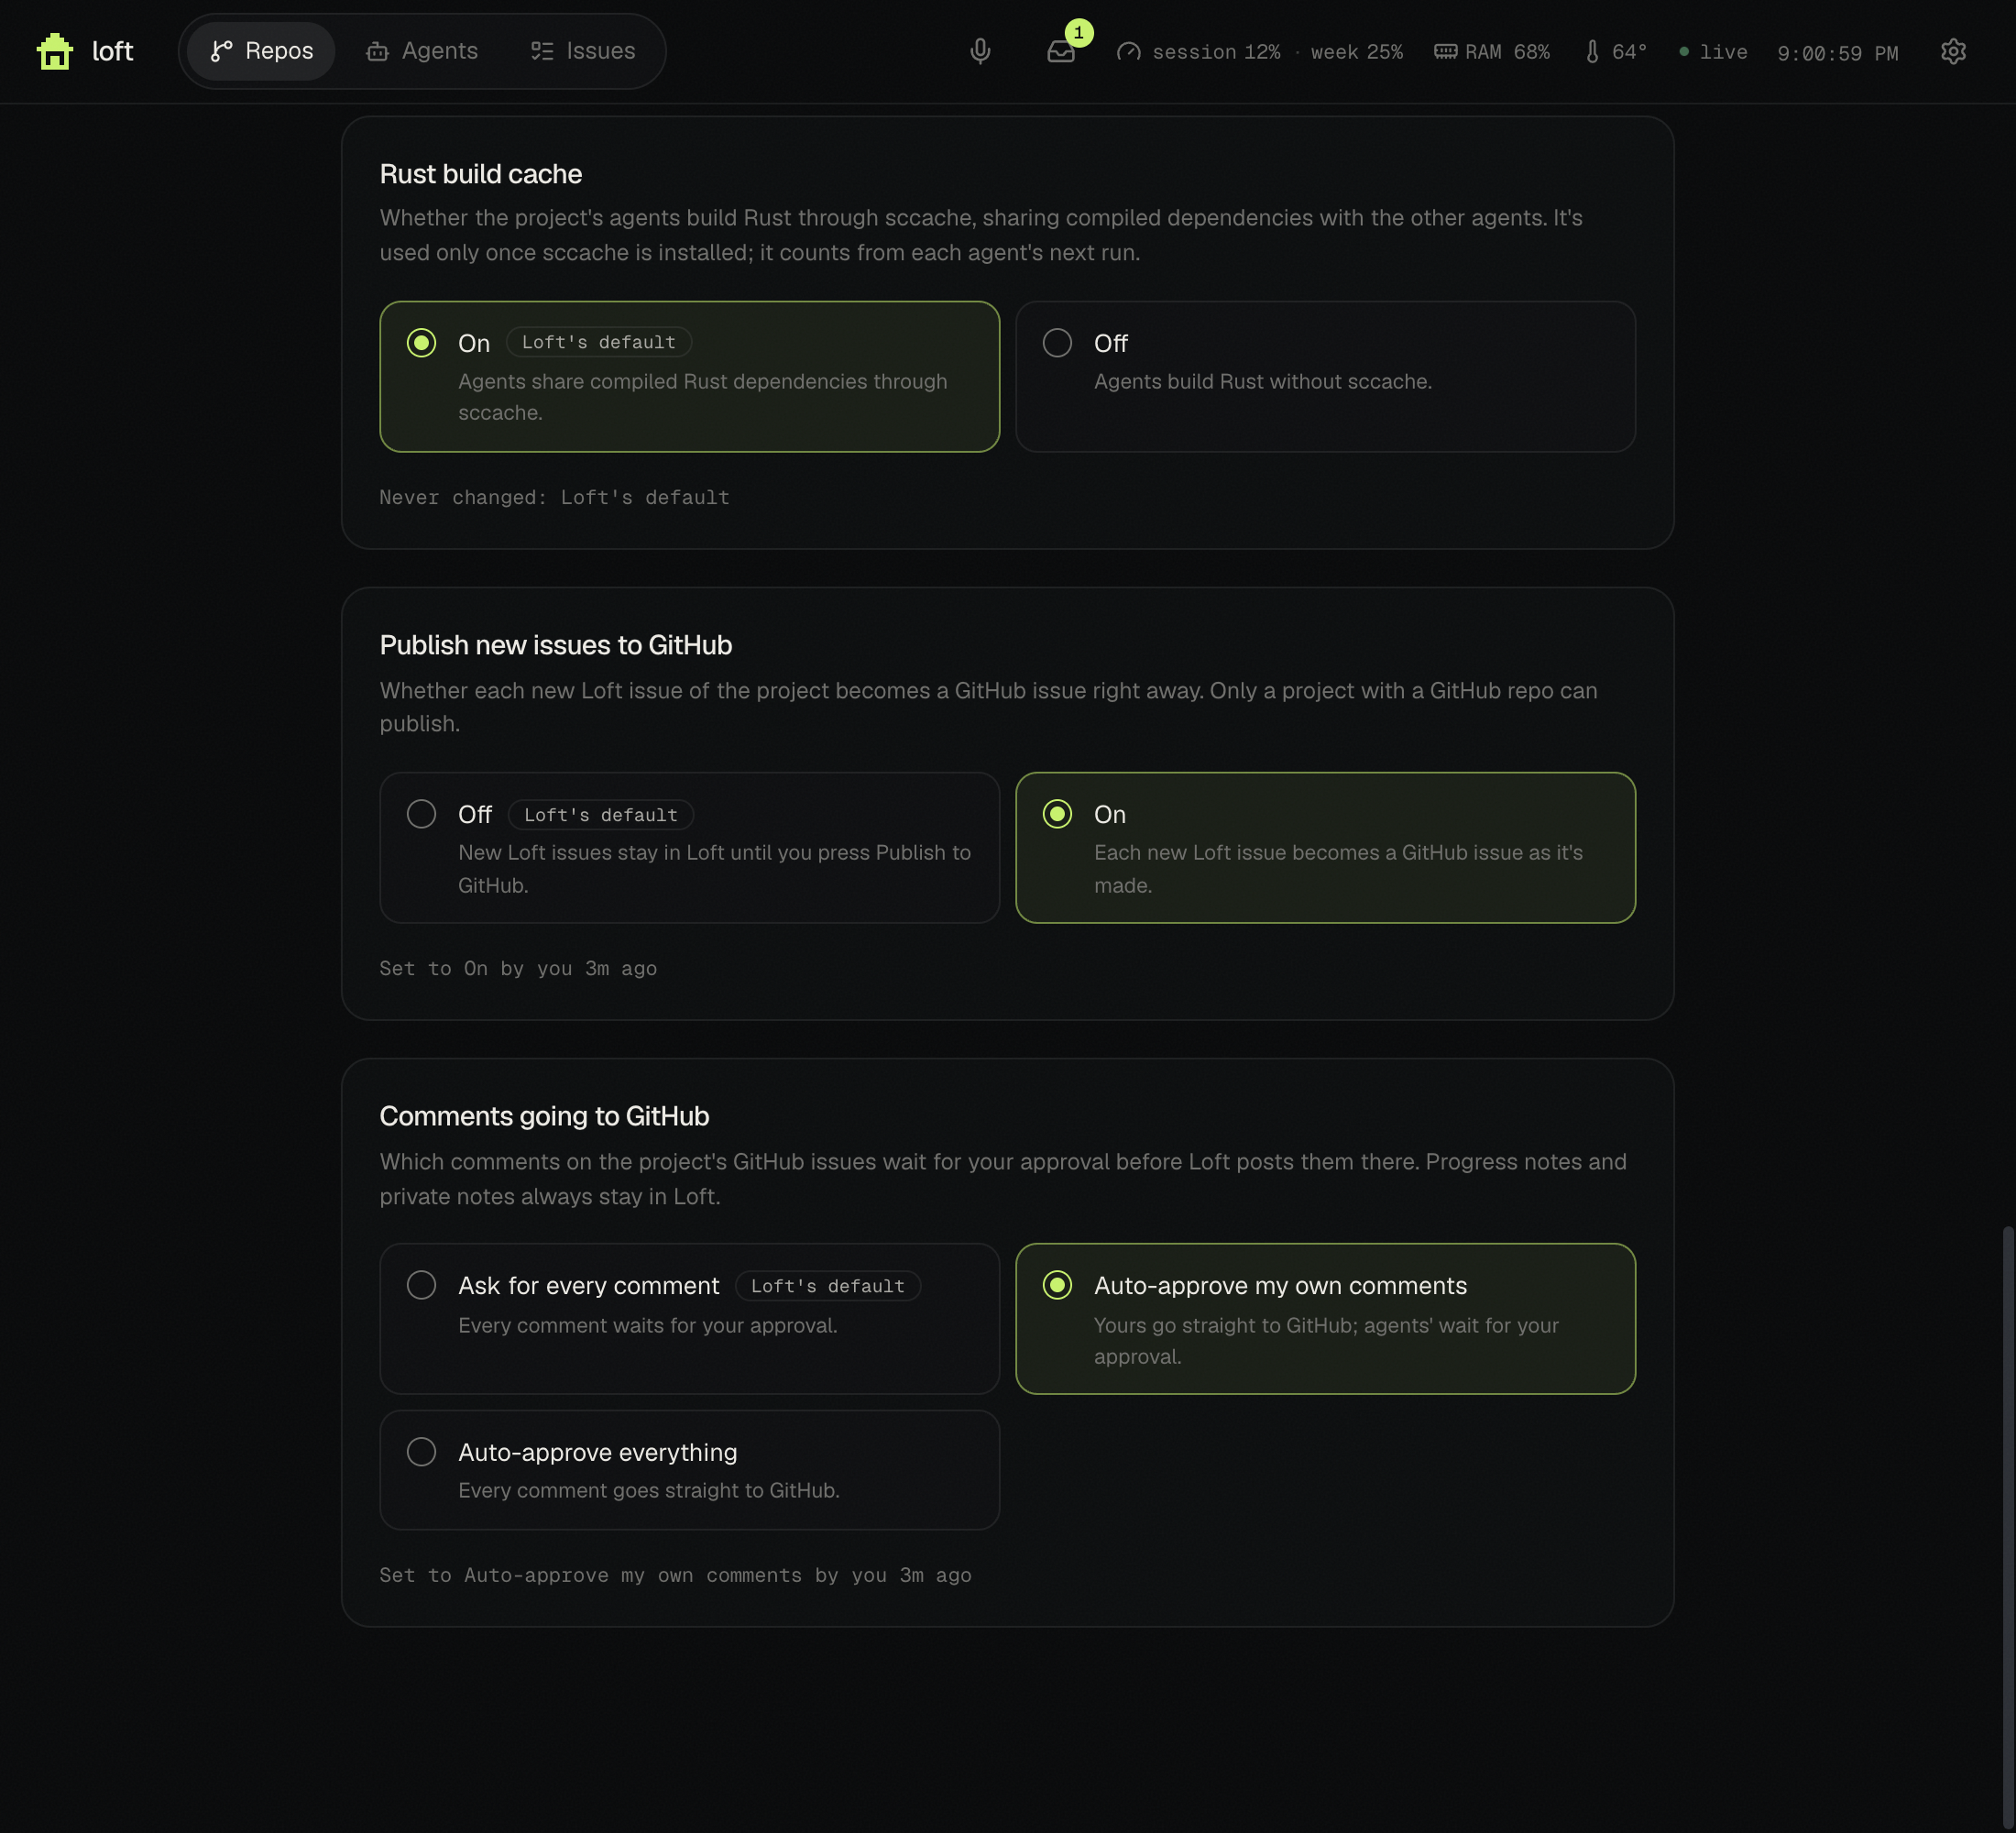 loft
Repos
Agents
Issues
1
session 12% · week 25%
RAM 68%
64°
live
9:00:59 PM
Rust build cache
Whether the project's agents build Rust through sccache, sharing compiled dependencies with the other agents. It's
used only once sccache is installed; it counts from each agent's next run.
On Loft's default
Agents share compiled Rust dependencies through
sccache.
Off
Agents build Rust without sccache.
Never changed: Loft's default
Publish new issues to GitHub
Whether each new Loft issue of the project becomes a GitHub issue right away. Only a project with a GitHub repo can
publish.
Off Loft's default
New Loft issues stay in Loft until you press Publish to
GitHub.
On
Each new Loft issue becomes a GitHub issue as it's
made.
Set to On by you 3m ago
Comments going to GitHub
Which comments on the project's GitHub issues wait for your approval before Loft posts them there. Progress notes and
private notes always stay in Loft.
Ask for every comment Loft's default
Every comment waits for your approval.
Auto-approve my own comments
Yours go straight to GitHub; agents' wait for your
approval.
Auto-approve everything
Every comment goes straight to GitHub.
Set to Auto-approve my own comments by you 3m ago